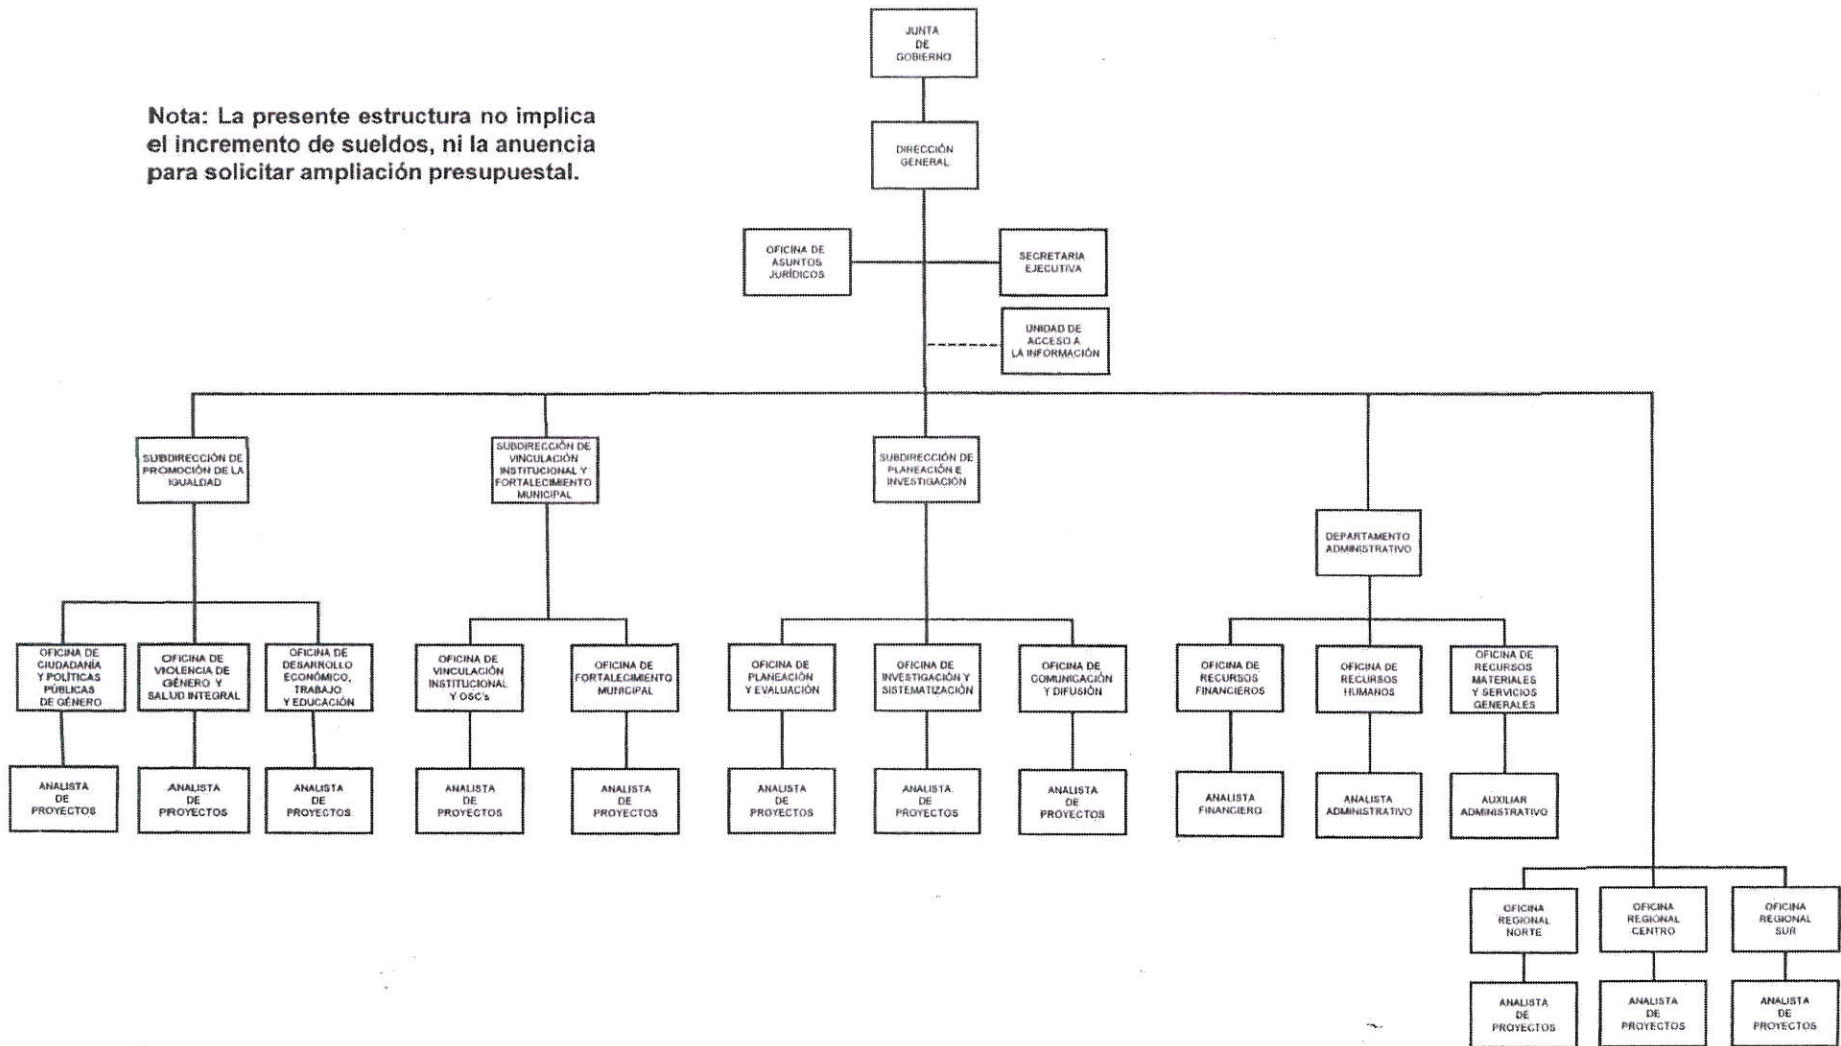 JUNTA
DE
GOBIERNO
Nota: La presente estructura no implica
el incremento de sueldos, ni la anuencia
para solicitar ampliación presupuestal.
DIRECCIÓN
GENERAL
OFICINA DE
ASUNTOS
JURÍDICOS
SECRETARIA
EJECUTIVA
UNIDAD DE
ACCESO A
LA INFORMACIÓN
SUBDIRECCIÓN DE
PROMOCIÓN DE LA
IGUALDAD
SUBDIRECCIÓN DE
VINCULACIÓN
INSTITUCIONAL Y
FORTALECIMIENTO
MUNICIPAL
SUBDIRECCIÓN DE
PLANEACIÓN E
INVESTIGACIÓN
DEPARTAMENTO
ADMINISTRATIVO
OFICINA DE
CIUDADANÍA
Y POLÍTICAS
PÚBLICAS
DE GÉNERO
OFICINA DE
VIOLENCIA DE
GÉNERO Y
SALUD INTEGRAL
OFICINA DE
DESARROLLO
ECONÓMICO,
TRABAJO
Y EDUCACIÓN
OFICINA DE
VINCULACIÓN
INSTITUCIONAL
Y OSC's
OFICINA DE
FORTALECIMIENTO
MUNICIPAL
OFICINA DE
PLANEACIÓN
Y EVALUACIÓN
OFICINA DE
INVESTIGACIÓN Y
SISTEMATIZACIÓN
OFICINA DE
COMUNICACIÓN
Y DIFUSIÓN
OFICINA DE
RECURSOS
FINANCIEROS
OFICINA DE
RECURSOS
HUMANOS
OFICINA DE
RECURSOS
MATERIALES
Y SERVICIOS
GENERALES
ANALISTA
DE
PROYECTOS
ANALISTA
DE
PROYECTOS
ANALISTA
DE
PROYECTOS
ANALISTA
DE
PROYECTOS
ANALISTA
DE
PROYECTOS
ANALISTA
DE
PROYECTOS
ANALISTA
DE
PROYECTOS
ANALISTA
DE
PROYECTOS
ANALISTA
FINANCIERO
ANALISTA
ADMINISTRATIVO
AUXILIAR
ADMINISTRATIVO
OFICINA
REGIONAL
NORTE
OFICINA
REGIONAL
CENTRO
OFICINA
REGIONAL
SUR
ANALISTA
DE
PROYECTOS
ANALISTA
DE
PROYECTOS
ANALISTA
DE
PROYECTOS